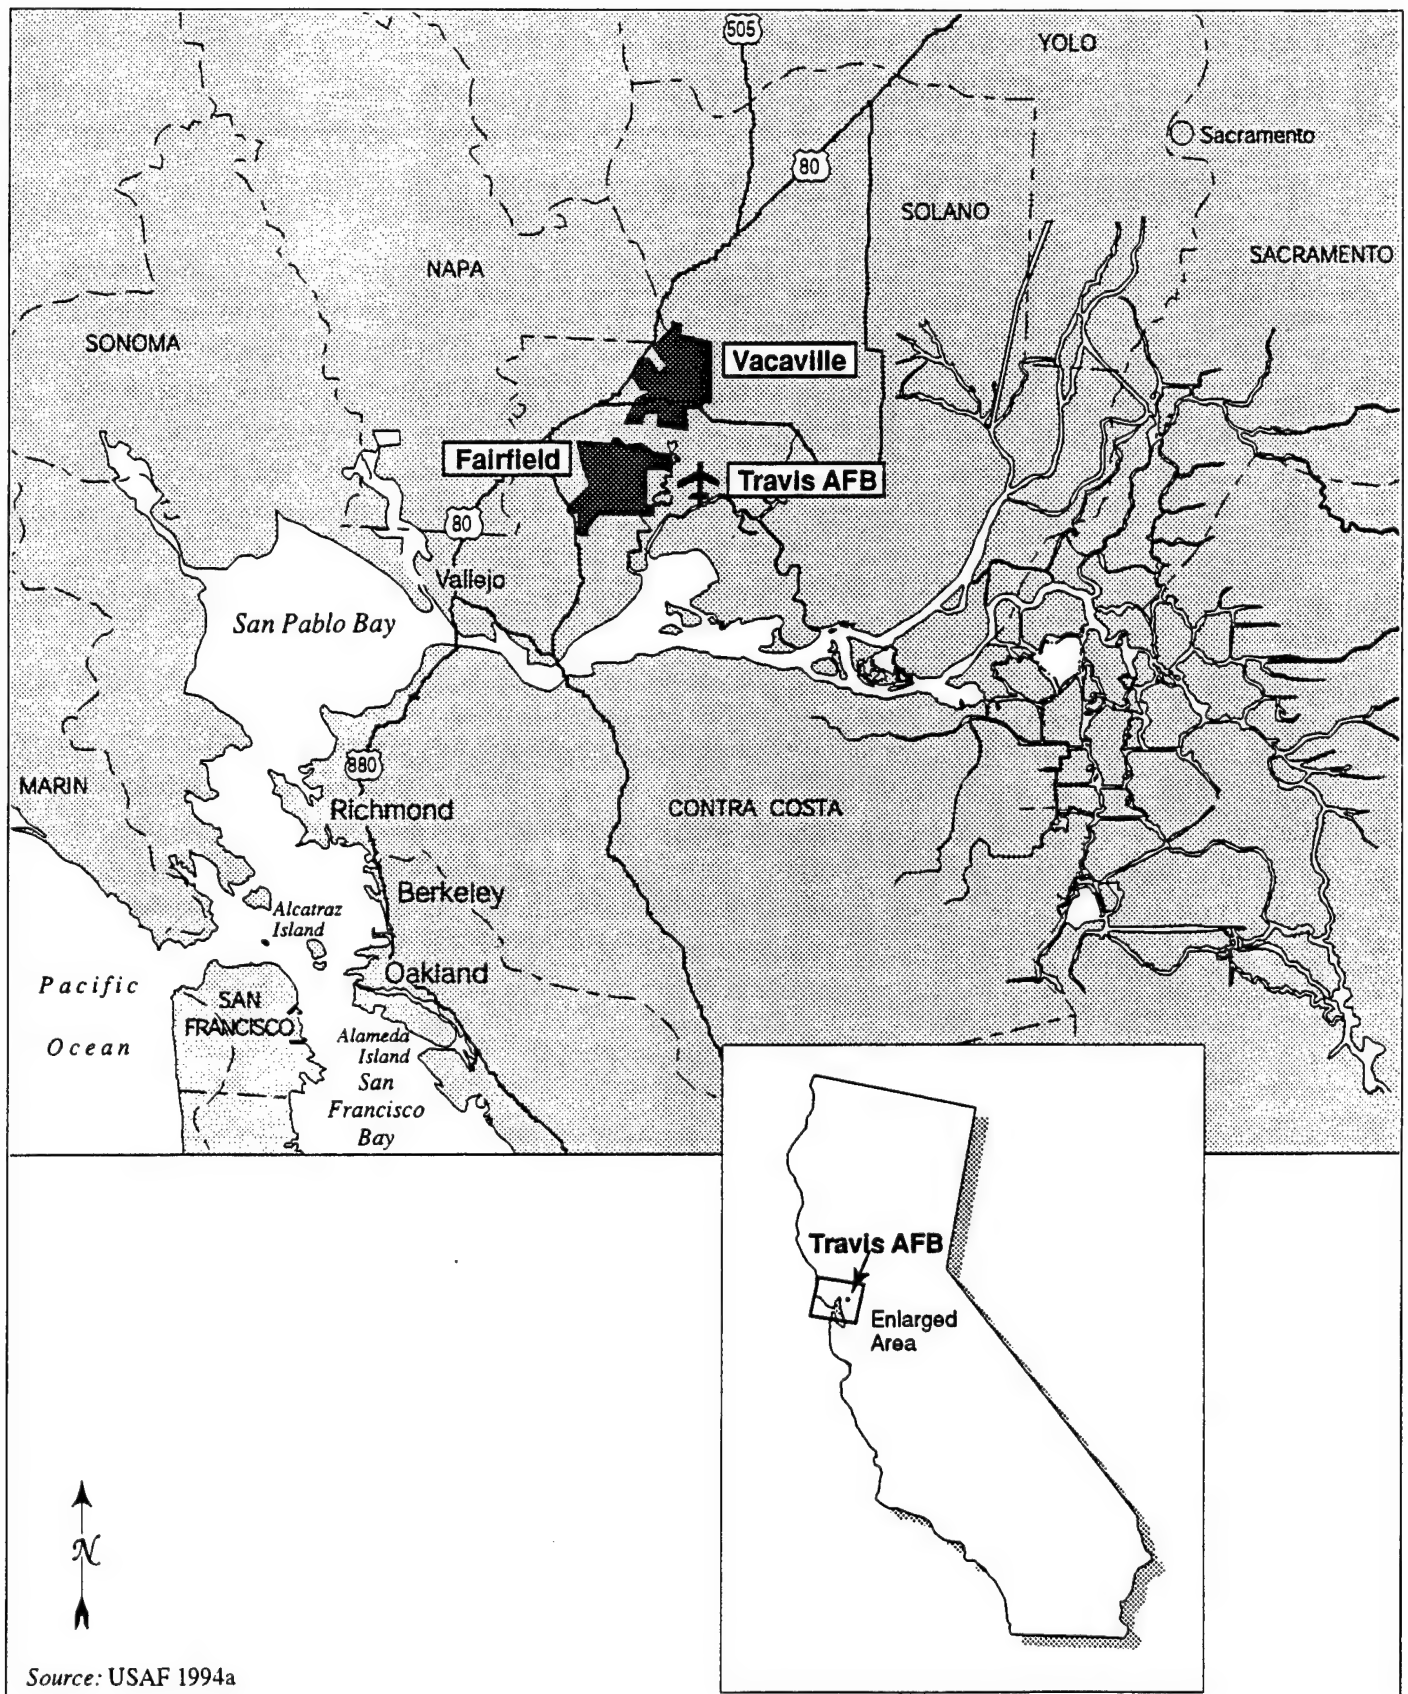 505
YOLO
Sacramento
80
SOLANO
SACRAMENTO
NAPA
SONOMA
Vacaville
Fairfield
Travis AFB
80
Vallejo
San Pablo Bay
880
MARIN
Richmond
CONTRA COSTA
Berkeley
Alcatraz
Island
Oakland
Pacific
Ocean
SAN
FRANCISCO
Alameda
Island
San
Francisco
Bay
Travis AFB
Enlarged
Area
N
Source: USAF 1994a